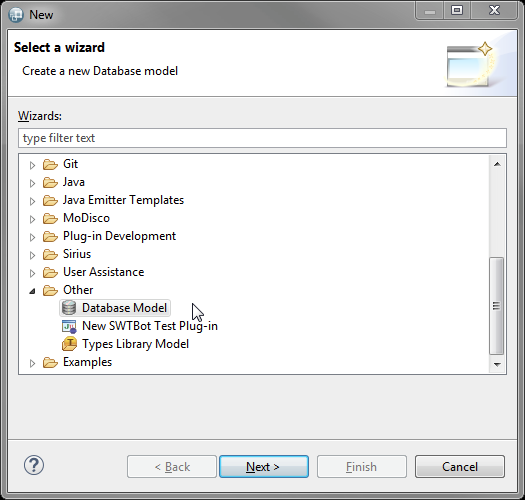 New
Select a wizard
Create a new Database model
Wizards:
type filter text
Git
Java
Java Emitter Templates
MoDisco
Plug-in Development
Sirius
User Assistance
Other
Database Model
New SWTBot Test Plug-in
Types Library Model
Examples
? < Back Next > Finish Cancel